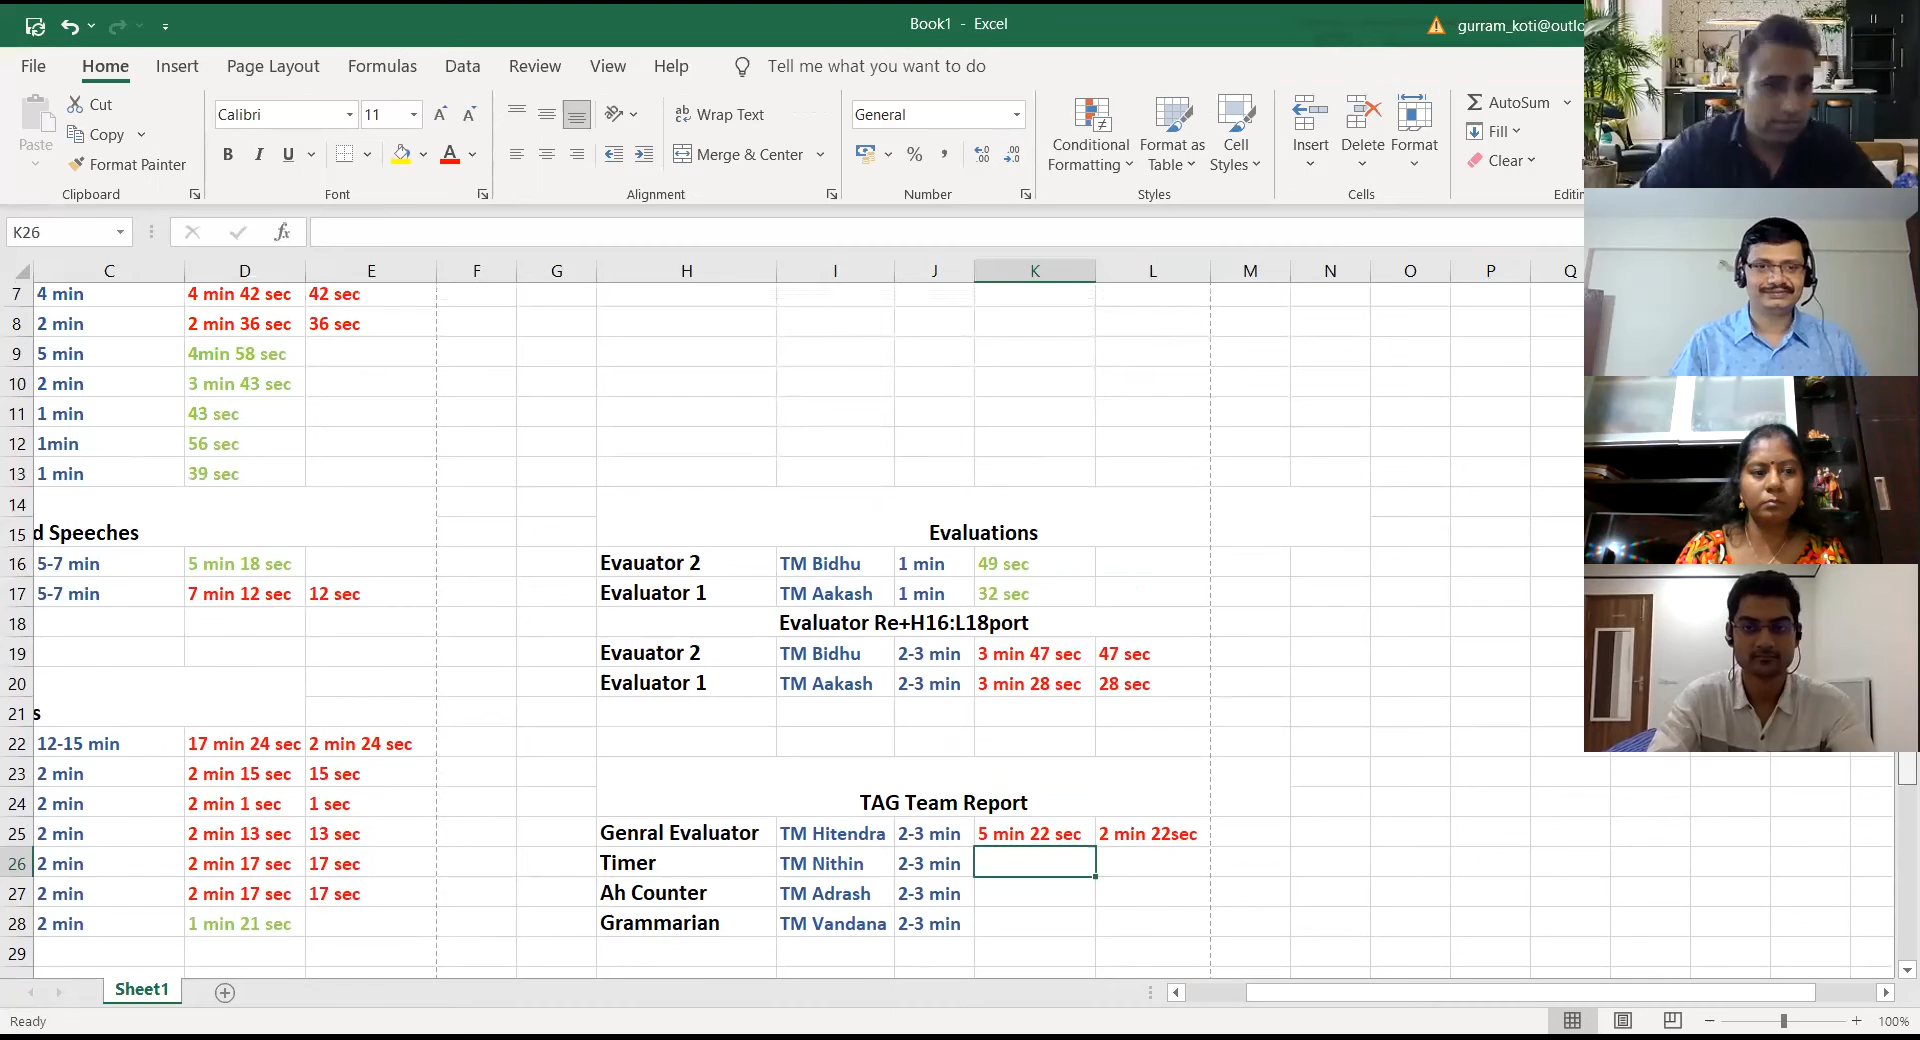 Book1 - Excel
gurram_koti@outlo
File Home Insert Page Layout Formulas Data Review View Help Tell me what you want to do
Paste
Cut
Copy
Format Painter
Clipboard
Calibri 11
B I U
Font
Wrap Text
Merge & Center
Alignment
General
% ,
Number
Conditional Formatting
Format as Table
Cell Styles
Styles
Insert Delete Format
Cells
AutoSum
Fill
Clear
Editin
K26 fx
C D E F G H I J K L M N O P Q
7 4 min 4 min 42 sec 42 sec
8 2 min 2 min 36 sec 36 sec
9 5 min 4min 58 sec
10 2 min 3 min 43 sec
11 1 min 43 sec
12 1min 56 sec
13 1 min 39 sec
14
15 d Speeches Evaluations
16 5-7 min 5 min 18 sec Evauator 2 TM Bidhu 1 min 49 sec
17 5-7 min 7 min 12 sec 12 sec Evaluator 1 TM Aakash 1 min 32 sec
18 Evaluator Re+H16:L18port
19 Evauator 2 TM Bidhu 2-3 min 3 min 47 sec 47 sec
20 Evaluator 1 TM Aakash 2-3 min 3 min 28 sec 28 sec
21 s
22 12-15 min 17 min 24 sec 2 min 24 sec
23 2 min 2 min 15 sec 15 sec
24 2 min 2 min 1 sec 1 sec TAG Team Report
25 2 min 2 min 13 sec 13 sec Genral Evaluator TM Hitendra 2-3 min 5 min 22 sec 2 min 22sec
26 2 min 2 min 17 sec 17 sec Timer TM Nithin 2-3 min
27 2 min 2 min 17 sec 17 sec Ah Counter TM Adrash 2-3 min
28 2 min 1 min 21 sec Grammarian TM Vandana 2-3 min
29
Sheet1
Ready 100%